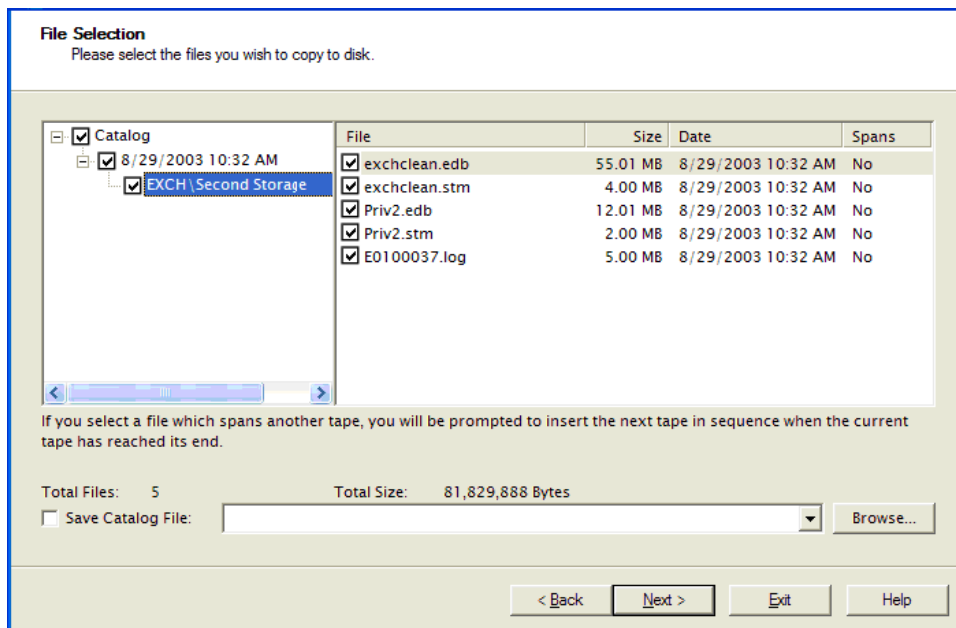 File Selection
Please select the files you wish to copy to disk.
Catalog
8/29/2003 10:32 AM
EXCH\Second Storage
File Size Date Spans
exchclean.edb 55.01 MB 8/29/2003 10:32 AM No
exchclean.stm 4.00 MB 8/29/2003 10:32 AM No
Priv2.edb 12.01 MB 8/29/2003 10:32 AM No
Priv2.stm 2.00 MB 8/29/2003 10:32 AM No
E0100037.log 5.00 MB 8/29/2003 10:32 AM No
If you select a file which spans another tape, you will be prompted to insert the next tape in sequence when the current
tape has reached its end.
Total Files: 5 Total Size: 81,829,888 Bytes
Save Catalog File: Browse...
< Back Next > Exit Help